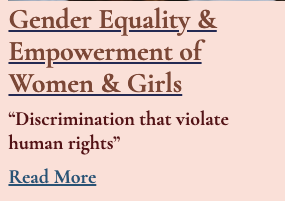 Gender Equality &
Empowerment of
Women & Girls
“Discrimination that violate
human rights”
Read More